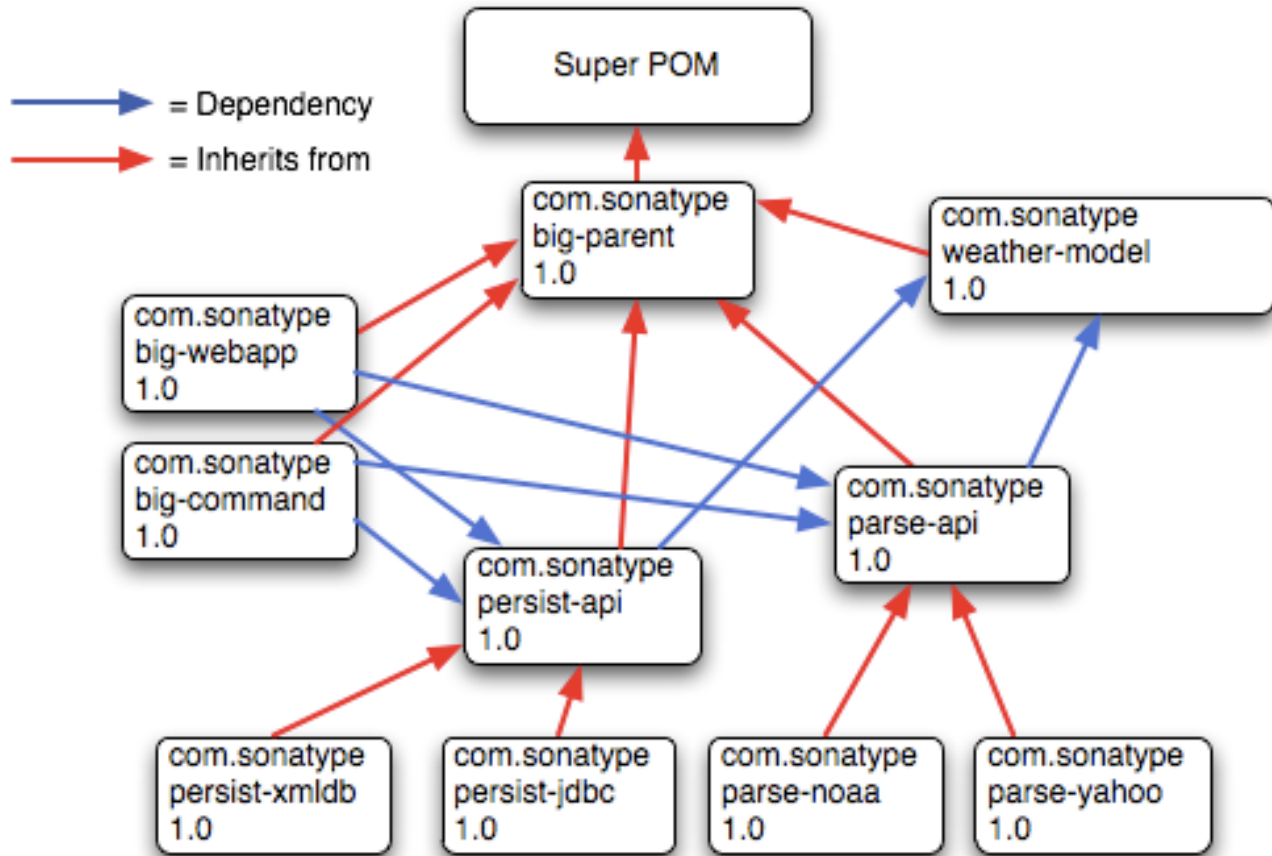 Super POM
= Dependency
= Inherits from
com.sonatype
big-parent
1.0
com.sonatype
weather-model
1.0
com.sonatype
big-webapp
1.0
com.sonatype
big-command
1.0
com.sonatype
parse-api
1.0
com.sonatype
persist-api
1.0
com.sonatype
persist-xmldb
1.0
com.sonatype
persist-jdbc
1.0
com.sonatype
parse-noaa
1.0
com.sonatype
parse-yahoo
1.0